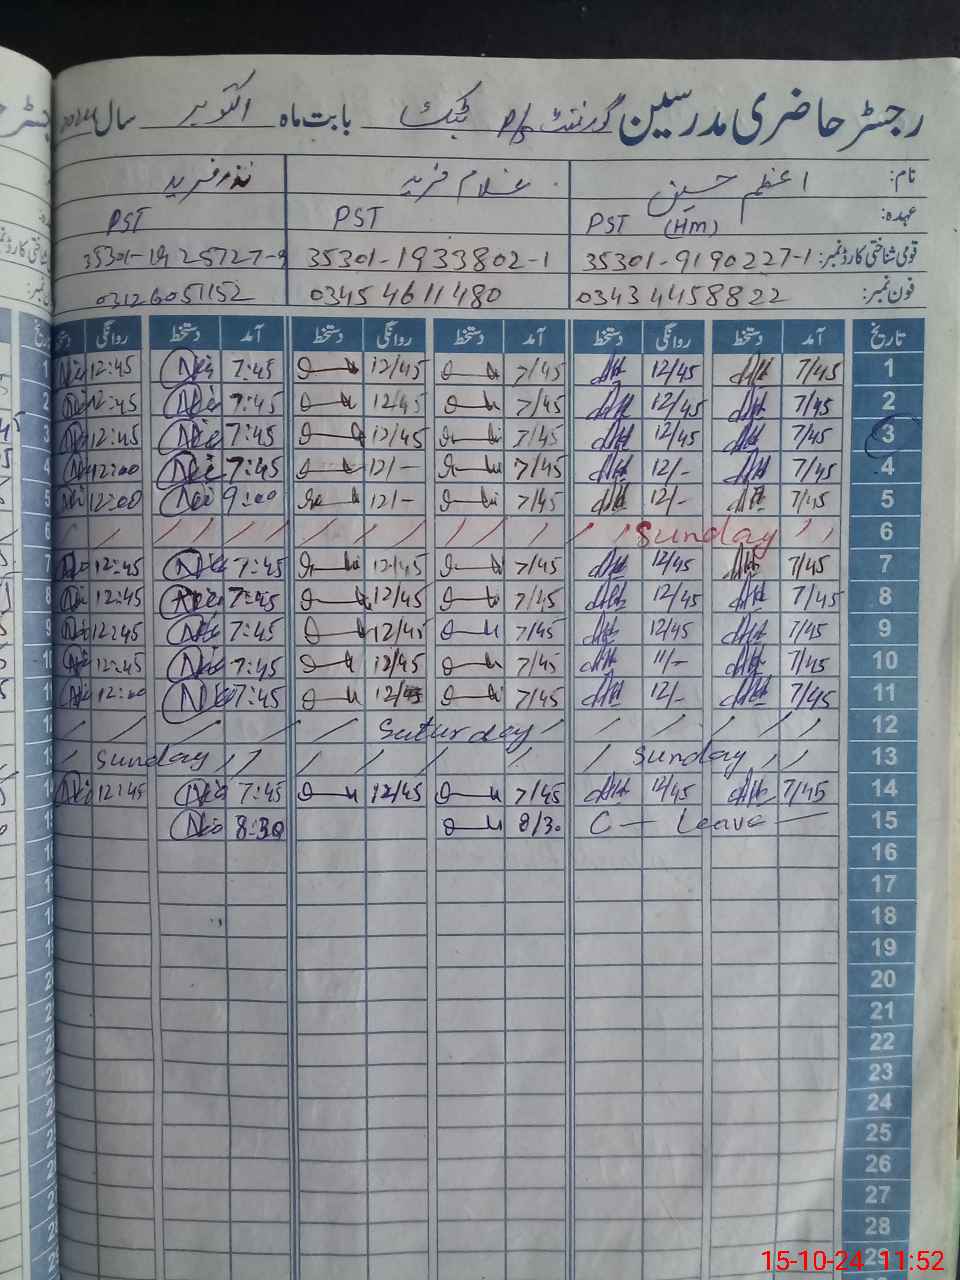 رجسٹر حاضری مدرسین گورنمنٹ P/S بابت ماہ اکتوبر سال 2024
نام: اعظم حسین غلام فرید نذر فرید
عہدہ: PST (HM) PST PST
قومی شناختی کارڈ نمبر: 35301-9190227-1 35301-1933802-1 35301-1925727-9
فون نمبر: 03434458822 03454611480 03126051152
تاریخ آمد دستخط روانگی دستخط آمد دستخط روانگی دستخط آمد دستخط روانگی دستخط
1 7/45 12/45 7/45 12/45 7:45 12:45
2 7/45 12/45 7/45 12/45 7:45 12:45
3 7/45 12/45 7/45 12/45 7:45 12:45
4 7/45 12/- 7/45 12/- 7:45 12:00
5 7/45 12/- 7/45 12/- 9:00 12:00
6 Sunday
7 7/45 12/45 7/45 12/45 7:45 12:45
8 7/45 12/45 7/45 12/45 7:45 12:45
9 7/45 12/45 7/45 12/45 7:45 12:45
10 7/45 11/- 7/45 12/45 7:45 12:45
11 7/45 12/- 7/45 12/45 7:45 12:00
12 Saturday
13 Sunday Sunday
14 7/45 12/45 7/45 12/45 7:45 12:45
15 C - Leave - 8/30 8:30
16
17
18
19
20
21
22
23
24
25
26
27
28
29
15-10-24 11:52